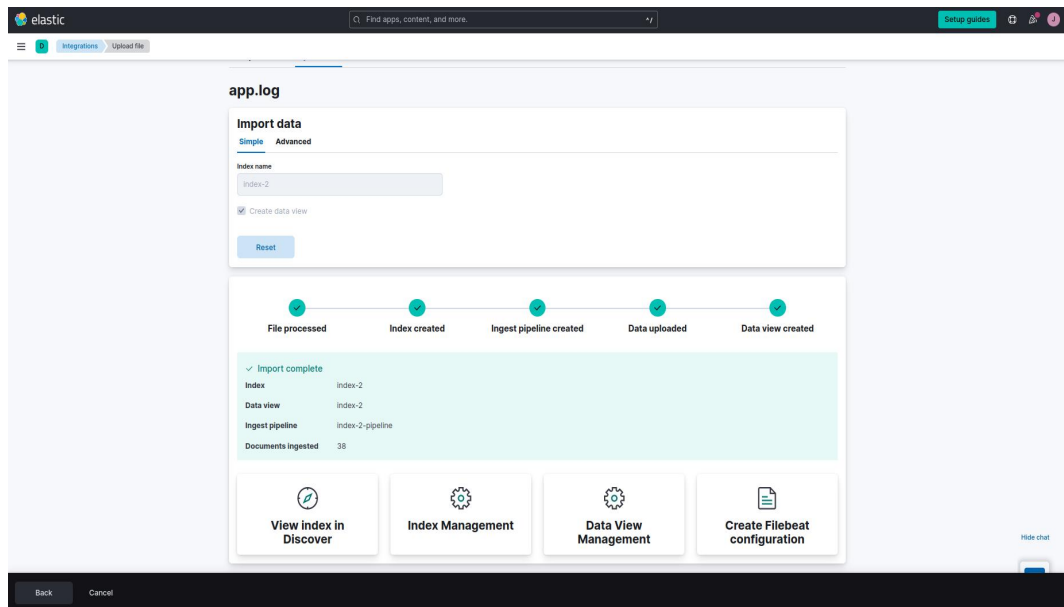 elastic
Find apps, content, and more.
^/
Setup guides
J
D
Integrations
Upload file
app.log
Import data
Simple Advanced
Index name
index-2
Create data view
Reset
File processed
Index created
Ingest pipeline created
Data uploaded
Data view created
Import complete
Index index-2
Data view index-2
Ingest pipeline index-2-pipeline
Documents ingested 38
View index in
Discover
Index Management
Data View
Management
Create Filebeat
configuration
Hide chat
Back
Cancel